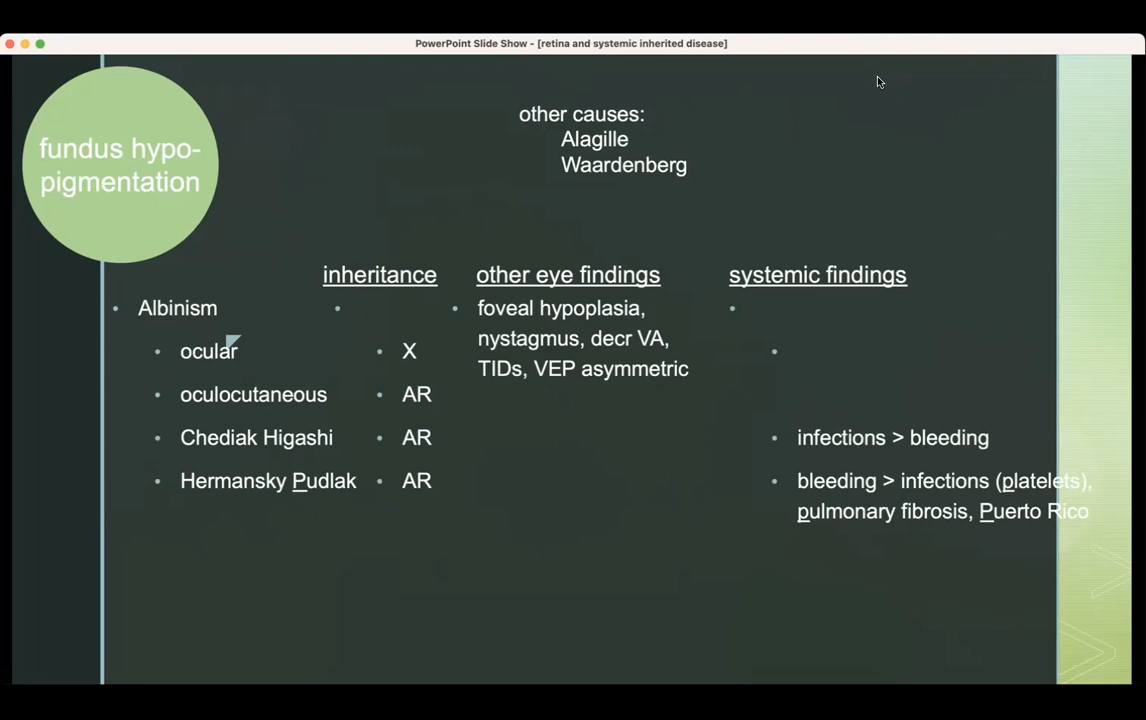 PowerPoint Slide Show - [retina and systemic inherited disease]
fundus hypo-
pigmentation
other causes:
Alagille
Waardenberg
inheritance other eye findings systemic findings
• Albinism • • foveal hypoplasia, •
nystagmus, decr VA,
• ocular • X •
TIDs, VEP asymmetric
• oculocutaneous • AR
• Chediak Higashi • AR • infections > bleeding
• Hermansky Pudlak • AR • bleeding > infections (platelets),
pulmonary fibrosis, Puerto Rico